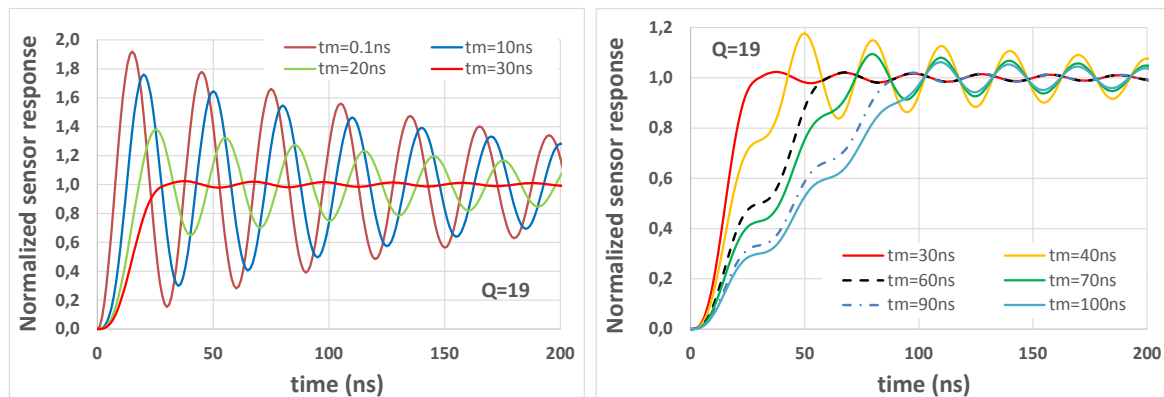 Normalized sensor response
2,0
1,8
1,6
1,4
1,2
1,0
0,8
0,6
0,4
0,2
0,0
tm=0.1ns tm=10ns
tm=20ns tm=30ns
Q=19
0 50 100 150 200
time (ns)
Normalized sensor response
1,2
1,0
0,8
0,6
0,4
0,2
0,0
Q=19
tm=30ns tm=40ns
tm=60ns tm=70ns
tm=90ns tm=100ns
0 50 100 150 200
time (ns)